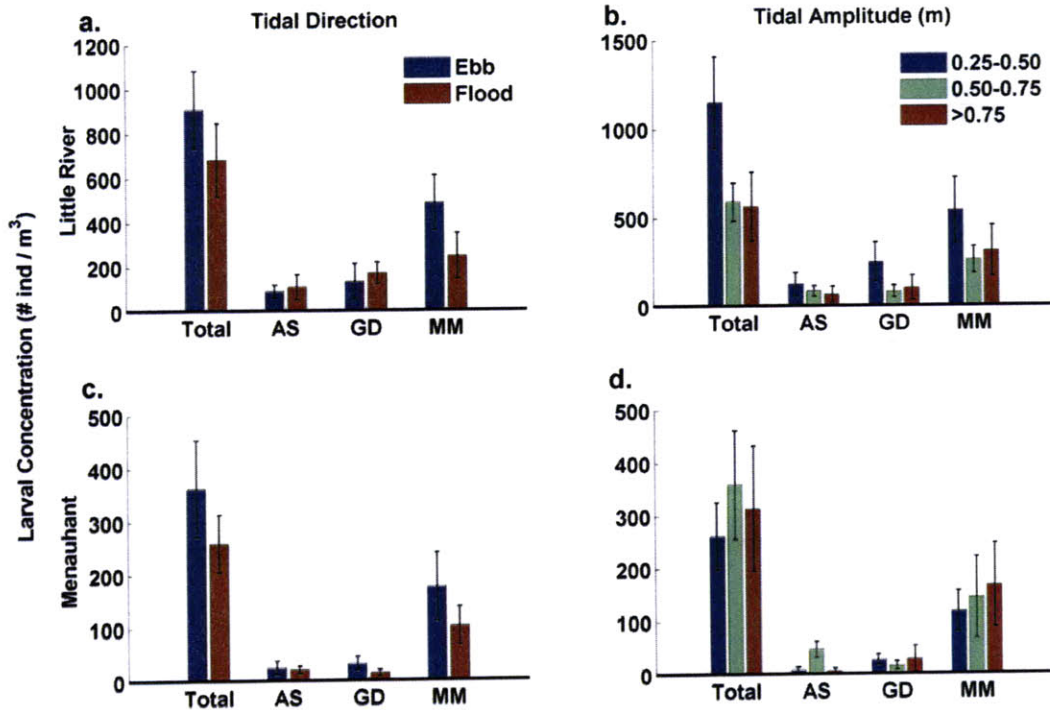 a.
Tidal Direction
1200
1000
800
600
400
200
0
Ebb
Flood
Little River
Total AS GD MM
b.
Tidal Amplitude (m)
1500
1000
500
0
0.25-0.50
0.50-0.75
>0.75
Total AS GD MM
Larval Concentration (# ind / m³)
c.
500
400
300
200
100
0
Menauhant
Total AS GD MM
d.
500
400
300
200
100
0
Total AS GD MM